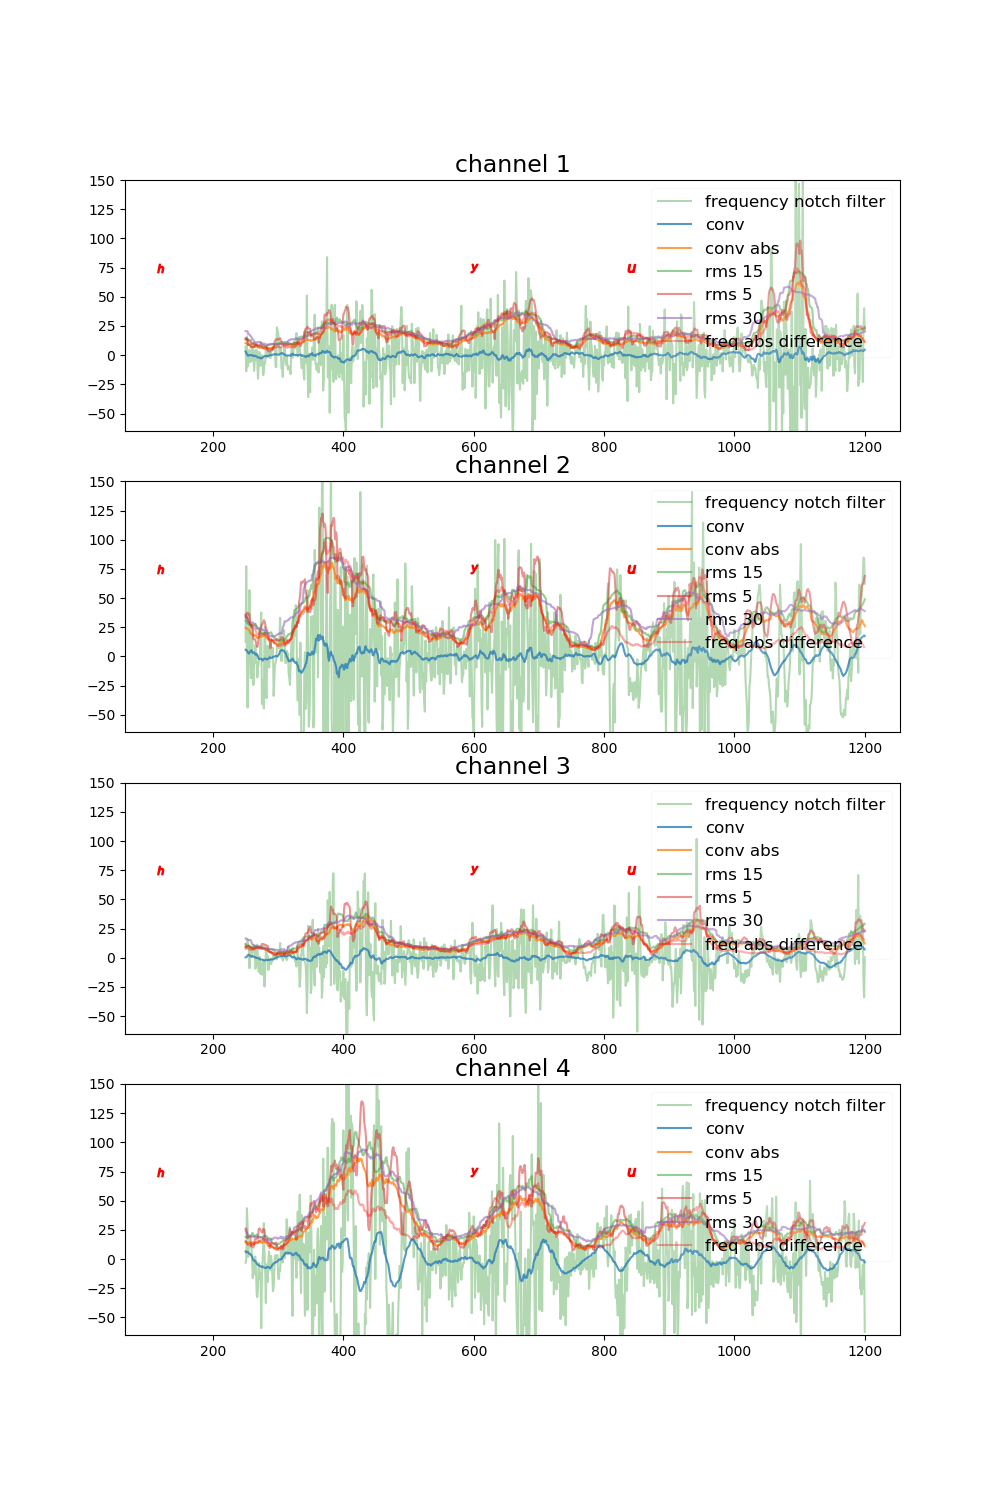 channel 1
150
125
100
75
50
25
0
−25
−50
h
y
u
frequency notch filter
conv
conv abs
rms 15
rms 5
rms 30
freq abs difference
200 400 600 800 1000 1200
channel 2
150
125
100
75
50
25
0
−25
−50
h
y
u
frequency notch filter
conv
conv abs
rms 15
rms 5
rms 30
freq abs difference
200 400 600 800 1000 1200
channel 3
150
125
100
75
50
25
0
−25
−50
h
y
u
frequency notch filter
conv
conv abs
rms 15
rms 5
rms 30
freq abs difference
200 400 600 800 1000 1200
channel 4
150
125
100
75
50
25
0
−25
−50
h
y
u
frequency notch filter
conv
conv abs
rms 15
rms 5
rms 30
freq abs difference
200 400 600 800 1000 1200